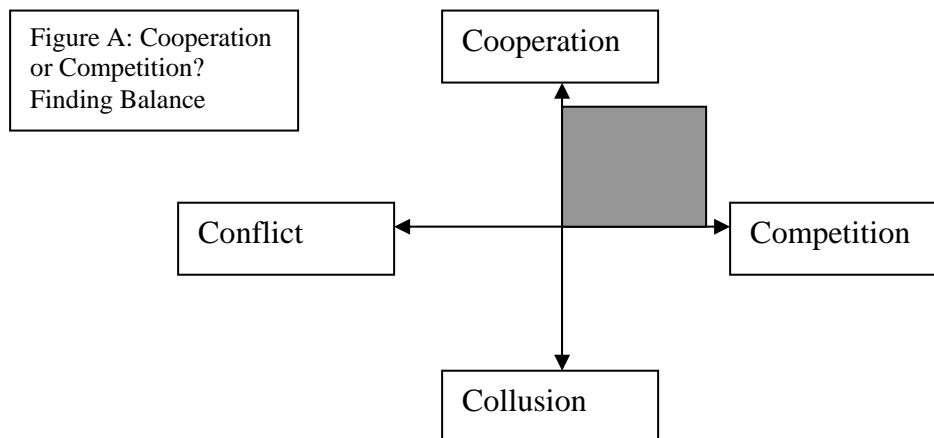 Figure A: Cooperation
or Competition?
Finding Balance
Cooperation
Conflict
Competition
Collusion